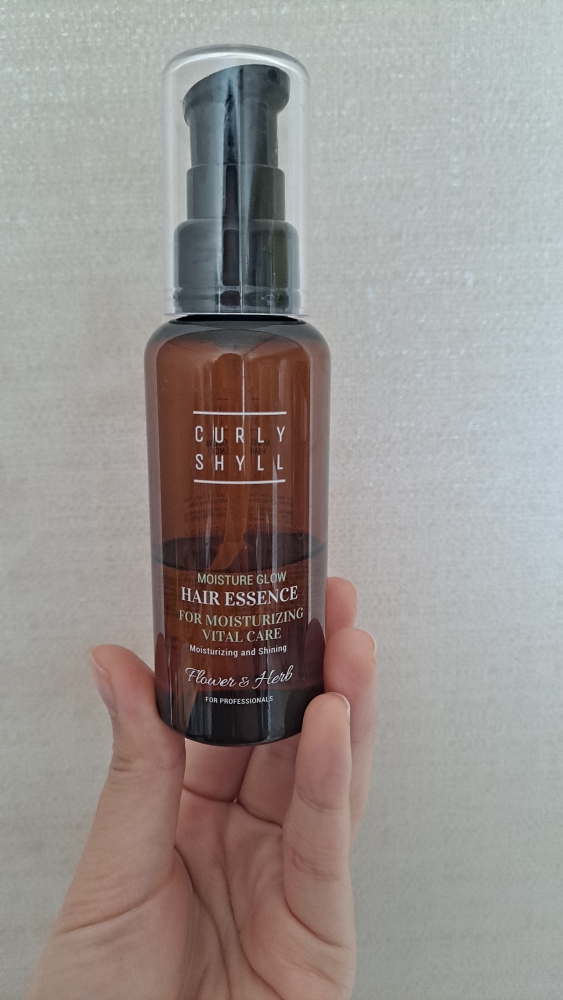 CURLY
SHYLL
MOISTURE GLOW
HAIR ESSENCE
FOR MOISTURIZING
VITAL CARE
Moisturizing and Shining
Flower & Herb
FOR PROFESSIONALS